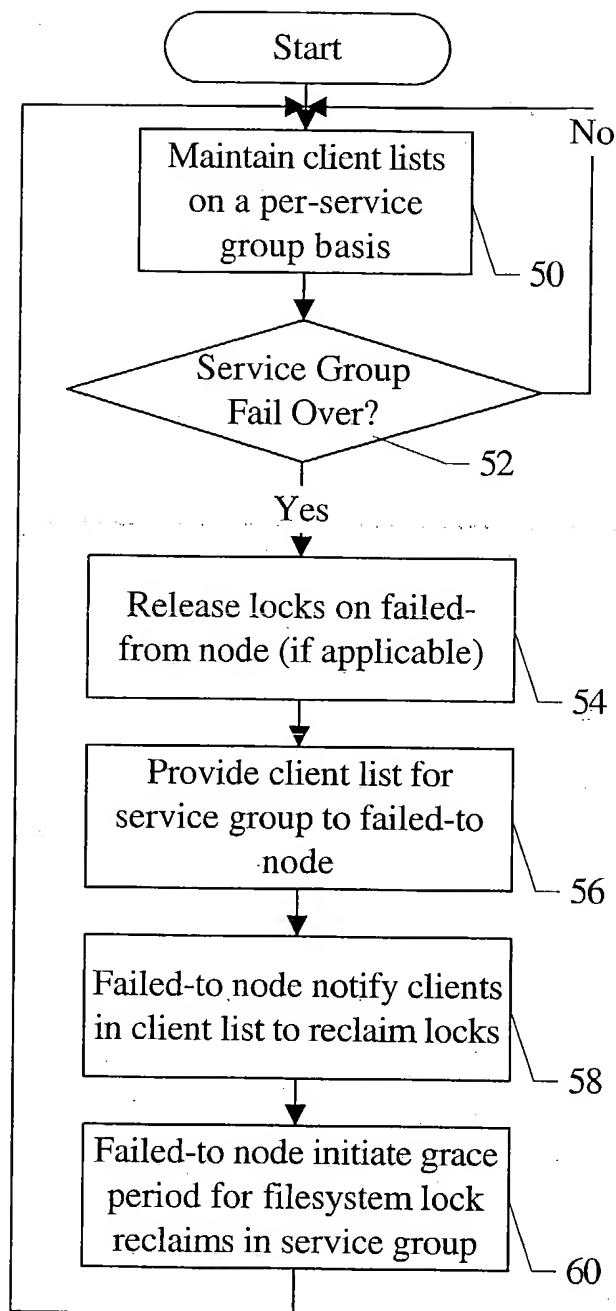 Start
No
Maintain client lists
on a per-service
group basis
50
Service Group
Fail Over?
52
Yes
Release locks on failed-
from node (if applicable)
54
Provide client list for
service group to failed-to
node
56
Failed-to node notify clients
in client list to reclaim locks
58
Failed-to node initiate grace
period for filesystem lock
reclaims in service group
60